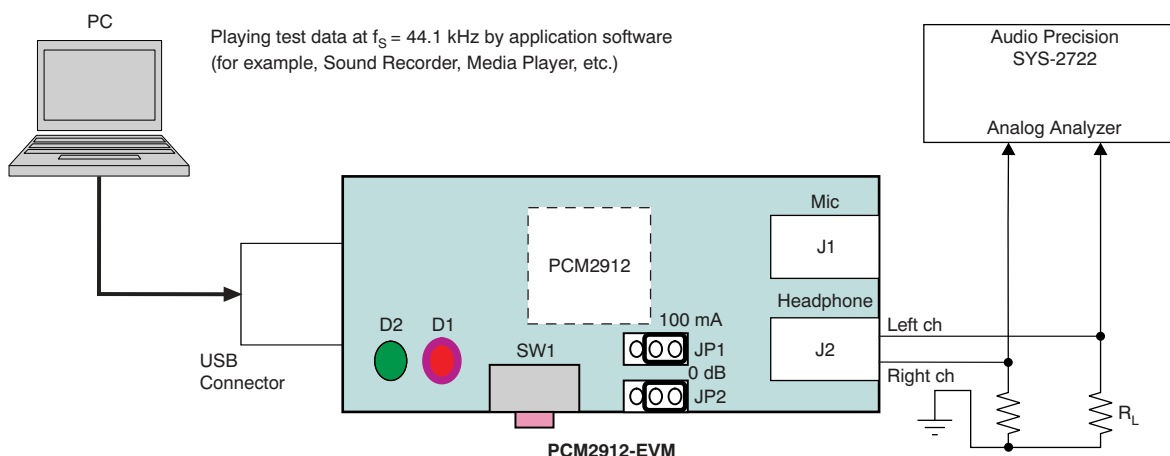 PC
Playing test data at fS = 44.1 kHz by application software
(for example, Sound Recorder, Media Player, etc.)
Audio Precision
SYS-2722
Analog Analyzer
Mic
J1
PCM2912
Headphone
J2
100 mA
JP1
0 dB
JP2
D2
D1
SW1
USB
Connector
Left ch
Right ch
RL
PCM2912-EVM